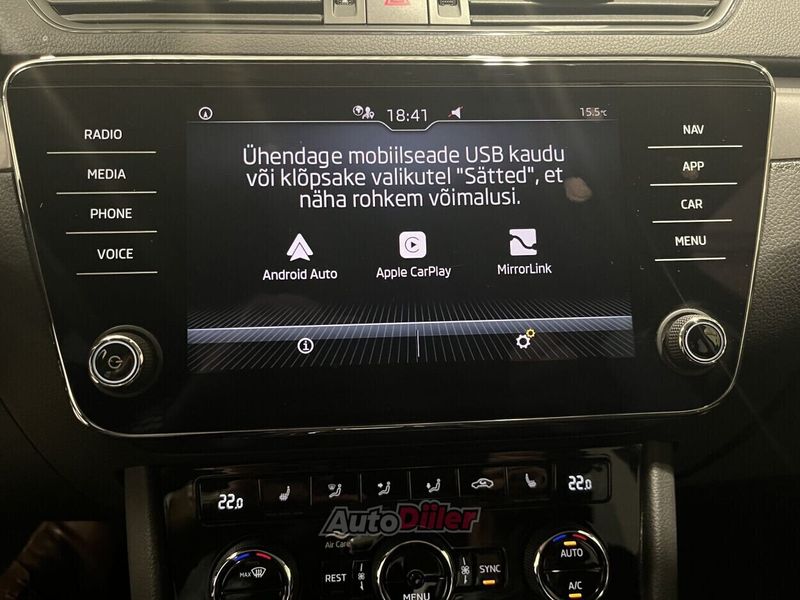 18:41
15.5°C
RADIO
MEDIA
PHONE
VOICE
NAV
APP
CAR
MENU
Ühendage mobiilseade USB kaudu
või klõpsake valikutel "Sätted", et
näha rohkem võimalusi.
Android Auto
Apple CarPlay
MirrorLink
22.0
22.0
AutoDiiler
Air Care
MAX
REST
MENU
SYNC
AUTO
A/C